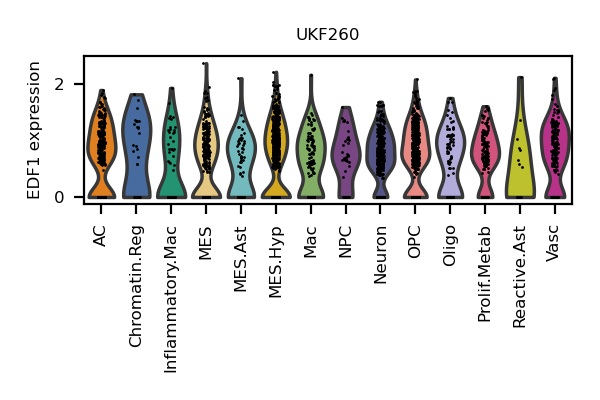 UKF260
EDF1 expression
2
0
AC
Chromatin.Reg
Inflammatory.Mac
MES
MES.Ast
MES.Hyp
Mac
NPC
Neuron
OPC
Oligo
Prolif.Metab
Reactive.Ast
Vasc